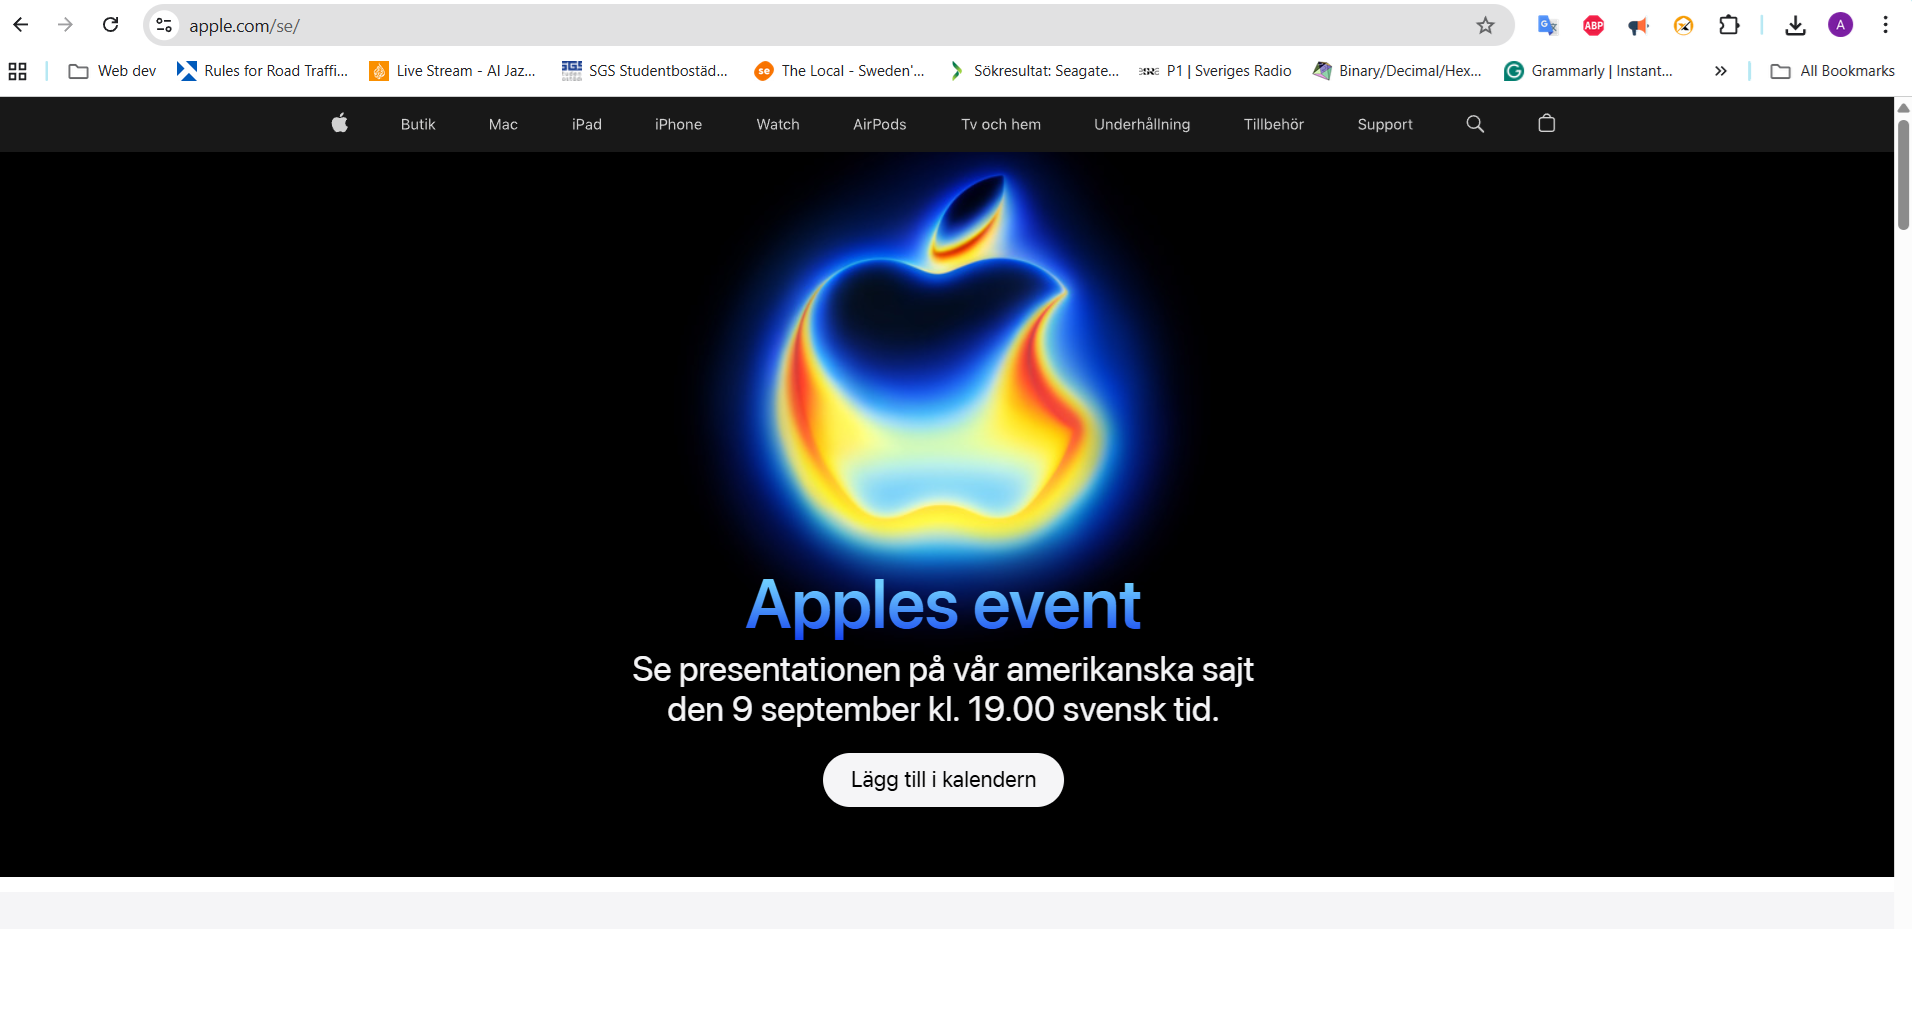 apple.com/se/
ABP
A
Web dev
Rules for Road Traffi...
Live Stream - Al Jaz...
SGS Studentbostäd...
The Local - Sweden'...
Sökresultat: Seagate...
P1 | Sveriges Radio
Binary/Decimal/Hex...
Grammarly | Instant...
All Bookmarks
Butik
Mac
iPad
iPhone
Watch
AirPods
Tv och hem
Underhållning
Tillbehör
Support
Apples event
Se presentationen på vår amerikanska sajt
den 9 september kl. 19.00 svensk tid.
Lägg till i kalendern